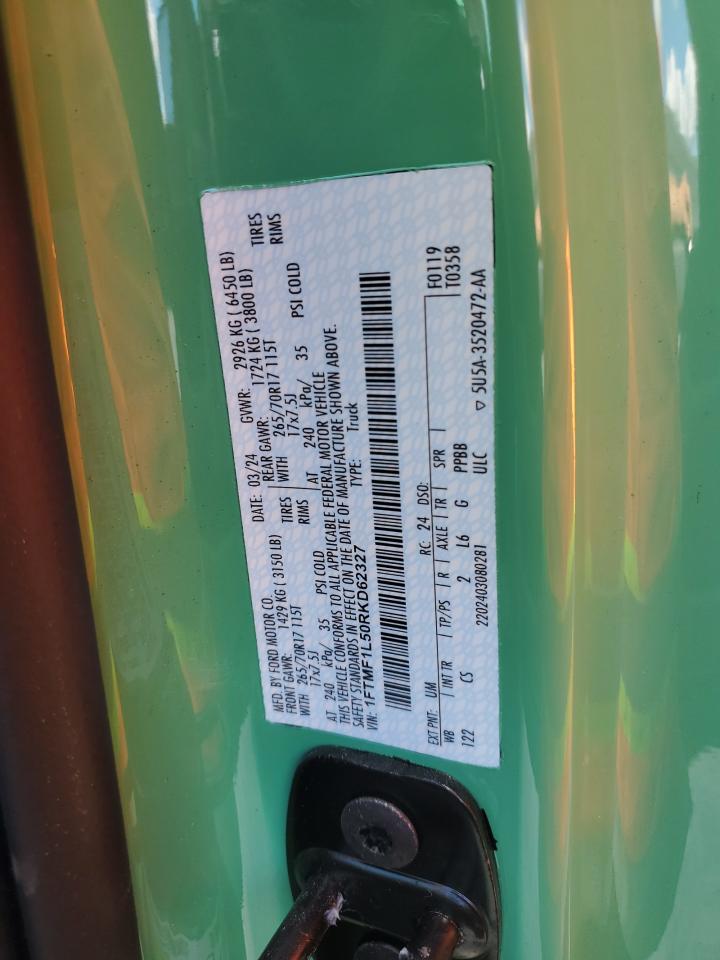 MFD. BY FORD MOTOR CO.
DATE: 03/24 GVWR: 2926 KG ( 6450 LB)
FRONT GAWR: 1429 KG ( 3150 LB) REAR GAWR: 1724 KG ( 3800 LB)
WITH 265/70R17 115T TIRES WITH 265/70R17 115T TIRES
17x7.5J RIMS 17x7.5J RIMS
AT 240 kPa/ 35 PSI COLD AT 240 kPa/ 35 PSI COLD
THIS VEHICLE CONFORMS TO ALL APPLICABLE FEDERAL MOTOR VEHICLE
SAFETY STANDARDS IN EFFECT ON THE DATE OF MANUFACTURE SHOWN ABOVE.
VIN: 1FTMF1L50RKD62327 TYPE: Truck
EXT PNT: UM RC: 24 DSO: F0119
WB | INT TR | TP/PS | R | AXLE | TR | SPR | T0358
122 CS 2 L6 G PPBB
2202403080281 ULC ▽ 5U5A-3520472-AA